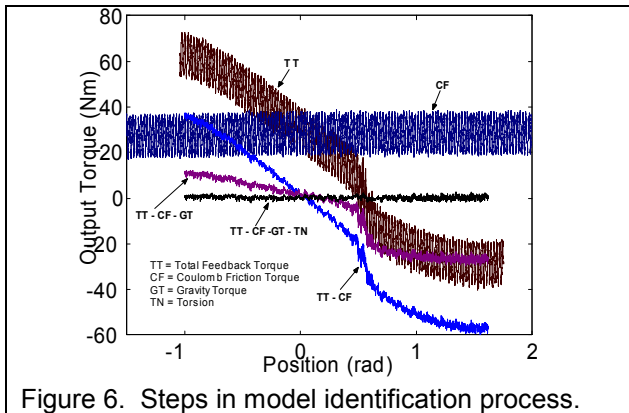 80
60
40
20
0
-20
-40
-60
Output Torque (Nm)
TT
CF
TT - CF - GT
TT - CF -GT - TN
TT - CF
TT = Total Feedback Torque
CF = Coulomb Friction Torque
GT = Gravity Torque
TN = Torsion
-1 0 1 2
Position (rad)
Figure 6. Steps in model identification process.